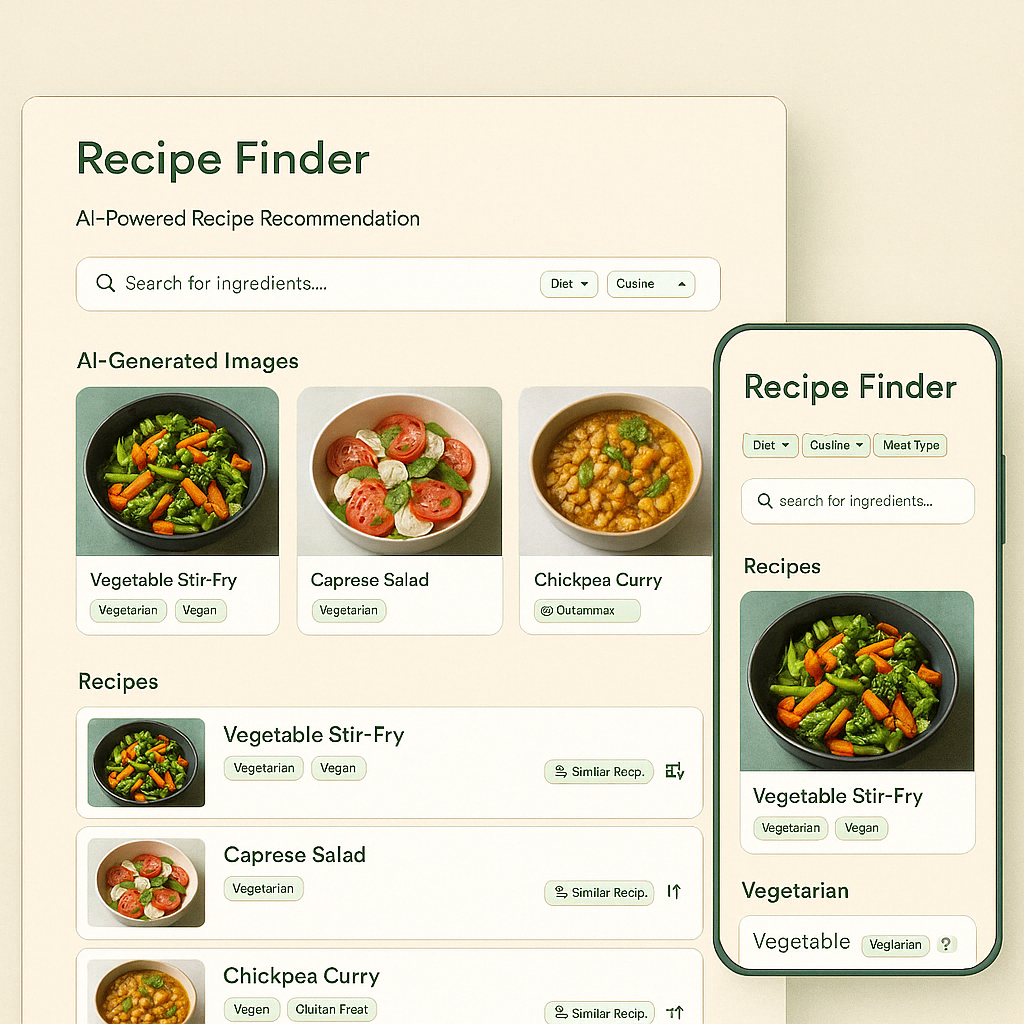 Recipe Finder
AI-Powered Recipe Recommendation
Search for ingredients....
Diet
Cusine
AI-Generated Images
Vegetable Stir-Fry
Vegetarian Vegan
Caprese Salad
Vegetarian
Chickpea Curry
Outammax
Recipes
Vegetable Stir-Fry
Vegetarian Vegan
Simliar Recp.
Caprese Salad
Vegetarian
Similar Recip.
Chickpea Curry
Vegen Cluitan Freat
Similar Recip.
Recipe Finder
Diet Cusline Meat Type
search for ingredients...
Recipes
Vegetable Stir-Fry
Vegetarian Vegan
Vegetarian
Vegetable Veglarian ?